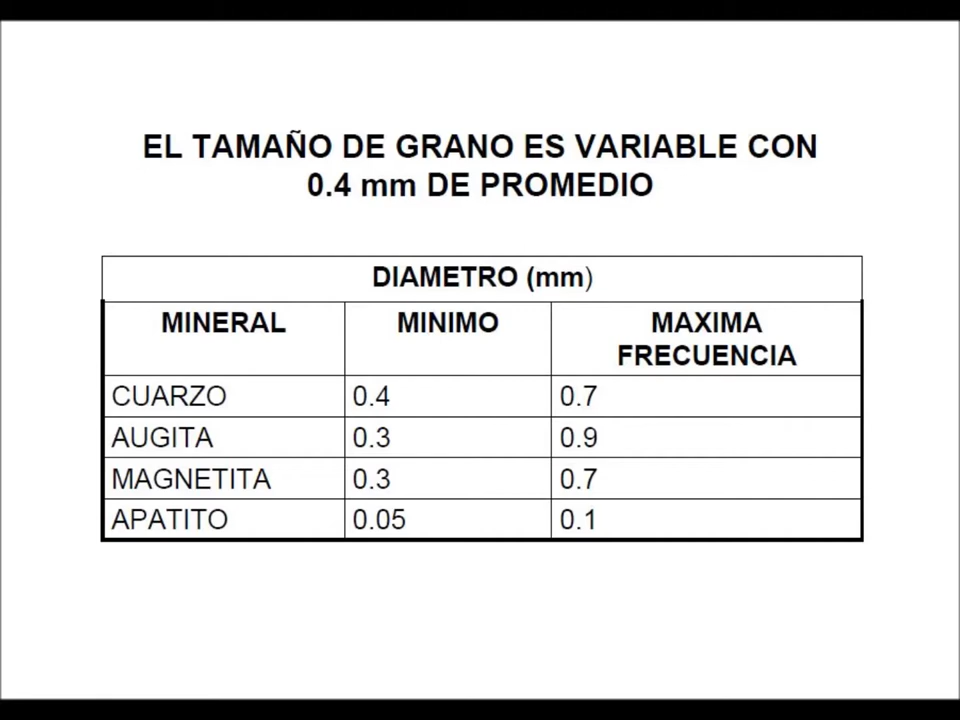 EL TAMAÑO DE GRANO ES VARIABLE CON
0.4 mm DE PROMEDIO
DIAMETRO (mm)
MINERAL MINIMO MAXIMA
FRECUENCIA
CUARZO 0.4 0.7
AUGITA 0.3 0.9
MAGNETITA 0.3 0.7
APATITO 0.05 0.1